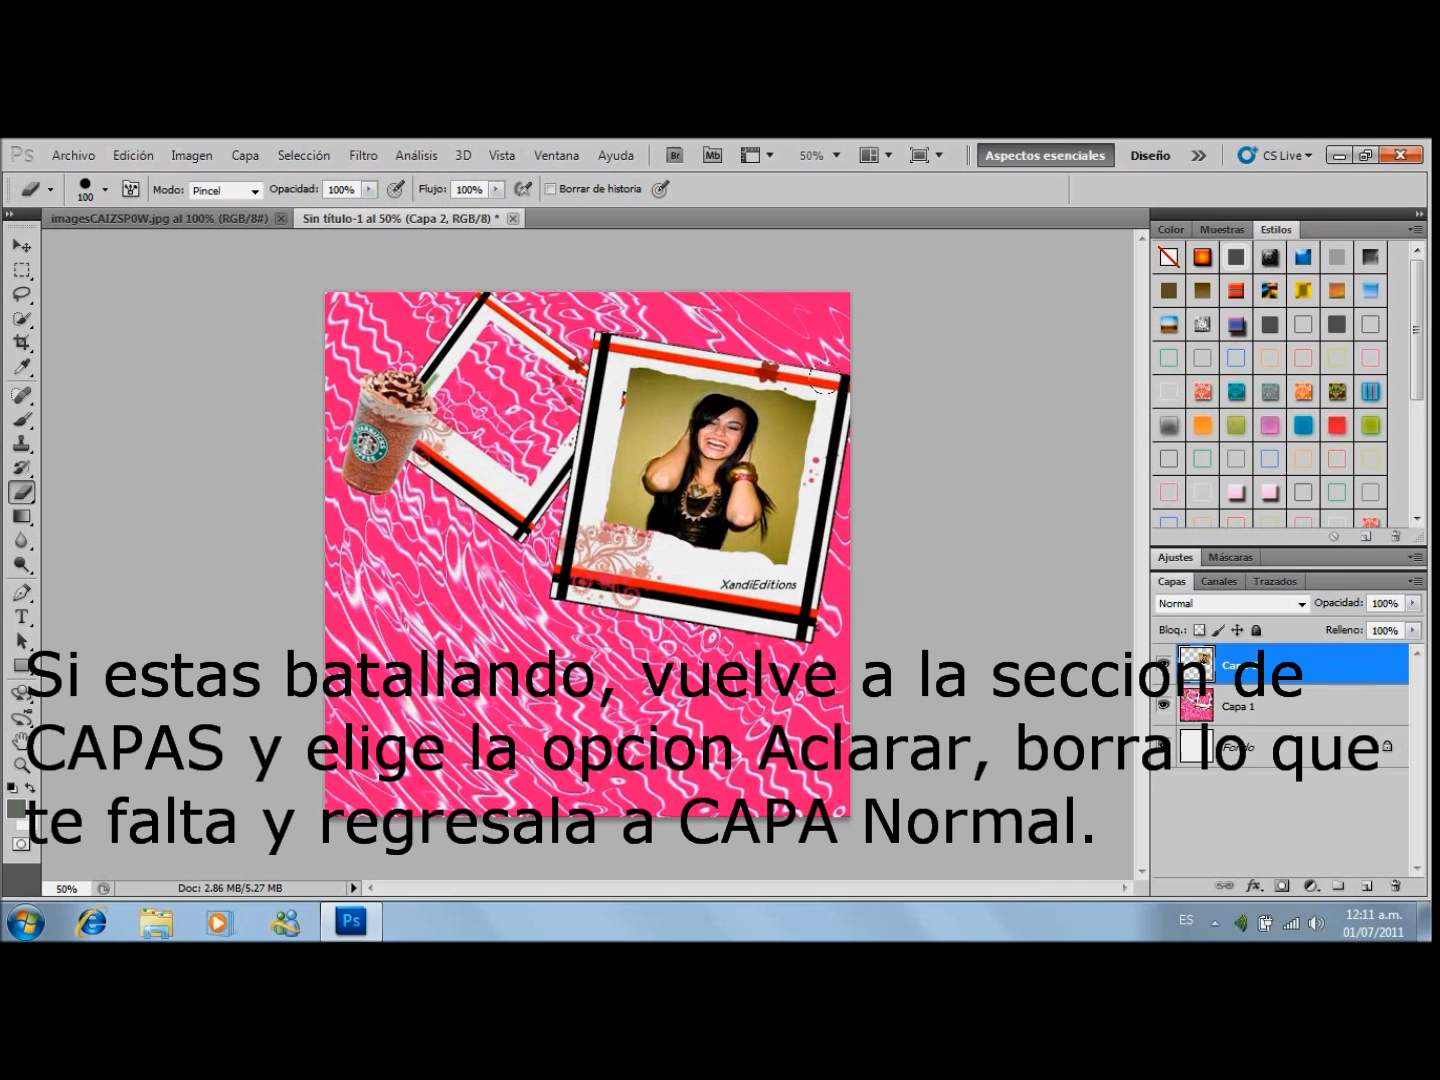 Ps Archivo Edición Imagen Capa Selección Filtro Análisis 3D Vista Ventana Ayuda Br Mb 50% Aspectos esenciales Diseño CS Live
100 Modo: Pincel Opacidad: 100% Flujo: 100% Borrar de historia
imagesCAIZSP0W.jpg al 100% (RGB/8#) Sin título-1 al 50% (Capa 2, RGB/8) *
Color Muestras Estilos
XandiEditions
Ajustes Máscaras
Capas Canales Trazados
Normal Opacidad: 100%
Bloq.: Relleno: 100%
Capa 1
Fondo
Si estas batallando, vuelve a la seccion de
CAPAS y elige la opcion Aclarar, borra lo que
te falta y regresala a CAPA Normal.
50% Doc: 2.86 MB/5.27 MB
Ps ES 12:11 a.m.
01/07/2011